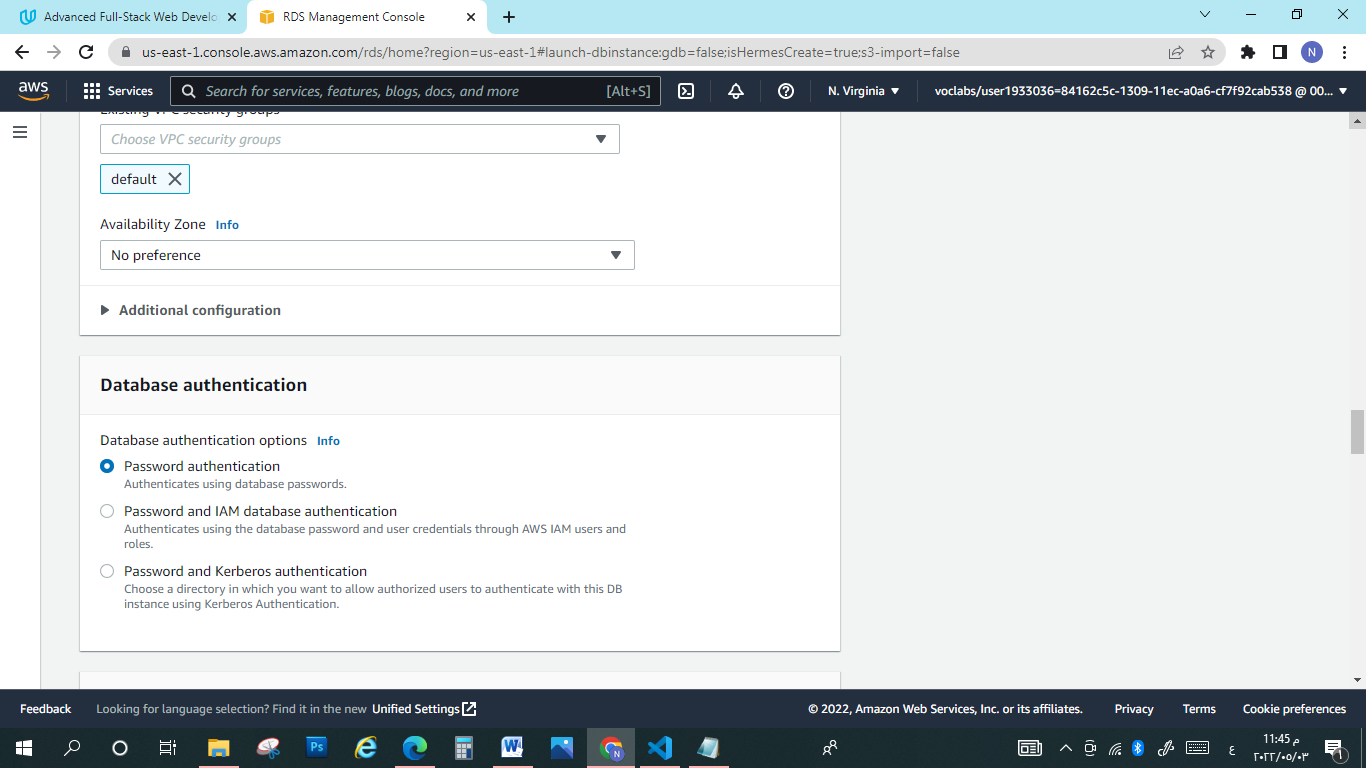 Advanced Full-Stack Web Develo
RDS Management Console
us-east-1.console.aws.amazon.com/rds/home?region=us-east-1#launch-dbinstance:gdb=false;isHermesCreate=true;s3-import=false
N
aws
Services
Search for services, features, blogs, docs, and more
[Alt+S]
N. Virginia
voclabs/user1933036=84162c5c-1309-11ec-a0a6-cf7f92cab538 @ 00...
Existing VPC security groups
Choose VPC security groups
default
Availability Zone Info
No preference
Additional configuration
Database authentication
Database authentication options Info
Password authentication
Authenticates using database passwords.
Password and IAM database authentication
Authenticates using the database password and user credentials through AWS IAM users and
roles.
Password and Kerberos authentication
Choose a directory in which you want to allow authorized users to authenticate with this DB
instance using Kerberos Authentication.
Feedback
Looking for language selection? Find it in the new Unified Settings
© 2022, Amazon Web Services, Inc. or its affiliates.
Privacy
Terms
Cookie preferences
Ps
W
N
ع
11:45 م
٢٠٢٢/٠٥/٠٣
1